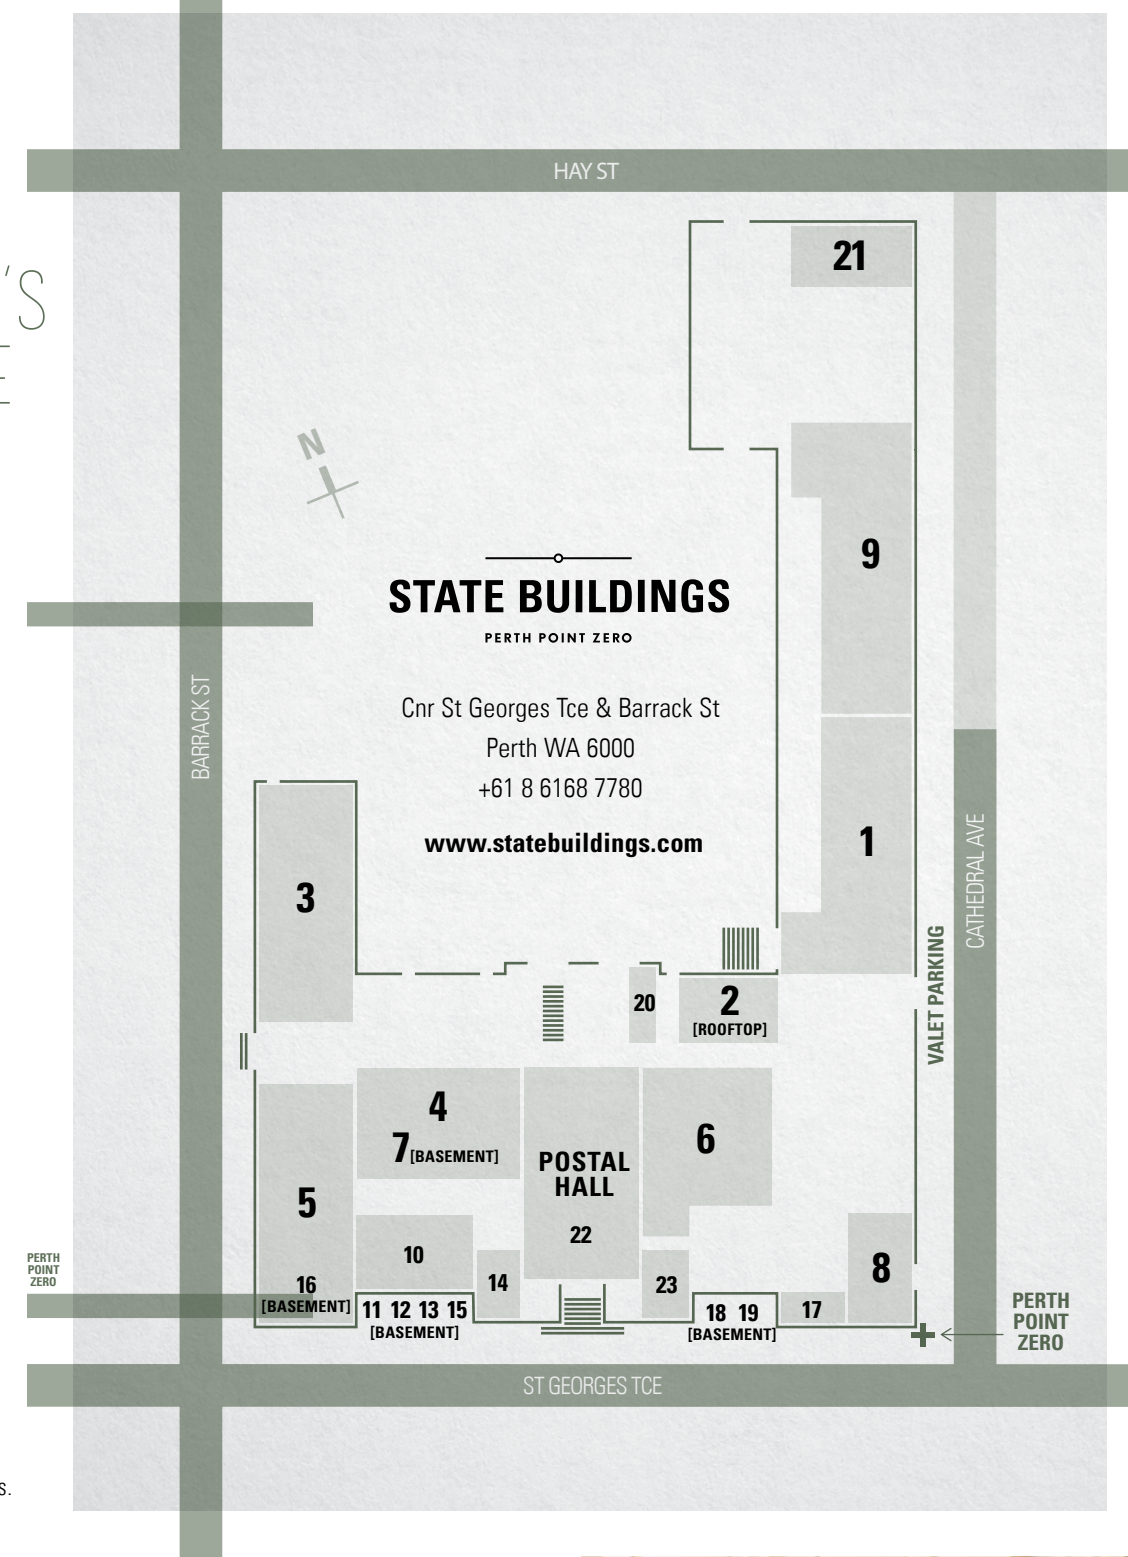 HAY ST
'S
E
21
N
9
STATE BUILDINGS
PERTH POINT ZERO
BARRACK ST
Cnr St Georges Tce & Barrack St
Perth WA 6000
+61 8 6168 7780
www.statebuildings.com
1
CATHEDRAL AVE
3
VALET PARKING
20
2
[ROOFTOP]
4
7 [BASEMENT]
6
POSTAL
HALL
22
5
10
14
23
8
PERTH
POINT
ZERO
16
[BASEMENT]
11 12 13 15
[BASEMENT]
18 19
[BASEMENT]
17
PERTH
POINT
ZERO
ST GEORGES TCE
S.